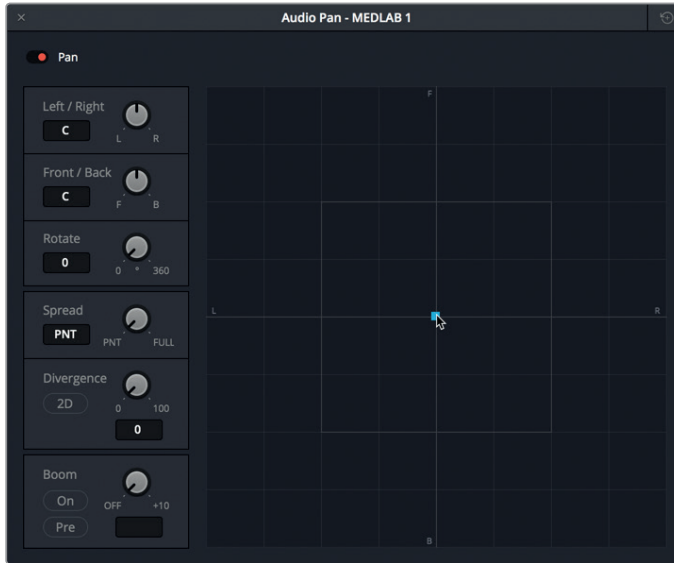 Audio Pan - MEDLAB 1
Pan
Left / Right
C
L R
Front / Back
C
F B
Rotate
0
0 ° 360
Spread
PNT
PNT FULL
Divergence
2D
0 100
0
Boom
On
OFF +10
Pre
F
L R
B